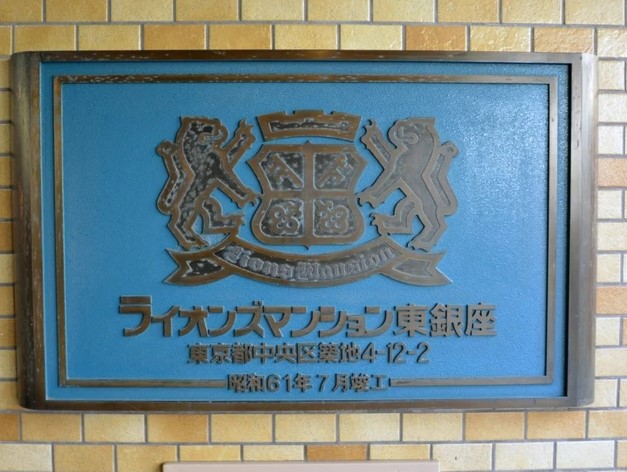 Lions Mansion
ライオンズマンション東銀座
東京都中央区築地4-12-2
昭和61年7月竣工